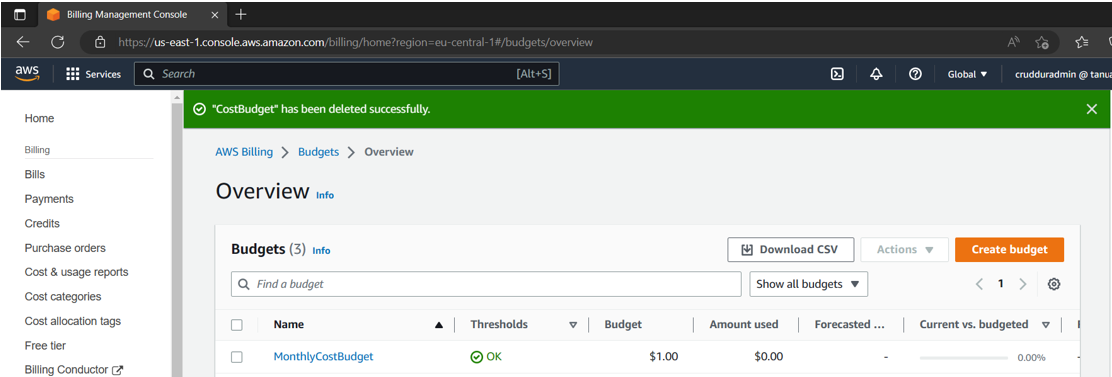 Billing Management Console
https://us-east-1.console.aws.amazon.com/billing/home?region=eu-central-1#/budgets/overview
aws Services Search [Alt+S] Global crudduradmin @
"CostBudget" has been deleted successfully.
Home
AWS Billing > Budgets > Overview
Billing
Bills
Overview Info
Payments
Credits
Budgets (3) Info Download CSV Actions Create budget
Purchase orders
Cost & usage reports
Find a budget Show all budgets 1
Cost categories
Cost allocation tags
Name Thresholds Budget Amount used Forecasted ... Current vs. budgeted
Free tier
MonthlyCostBudget OK $1.00 $0.00 - 0.00% -
Billing Conductor